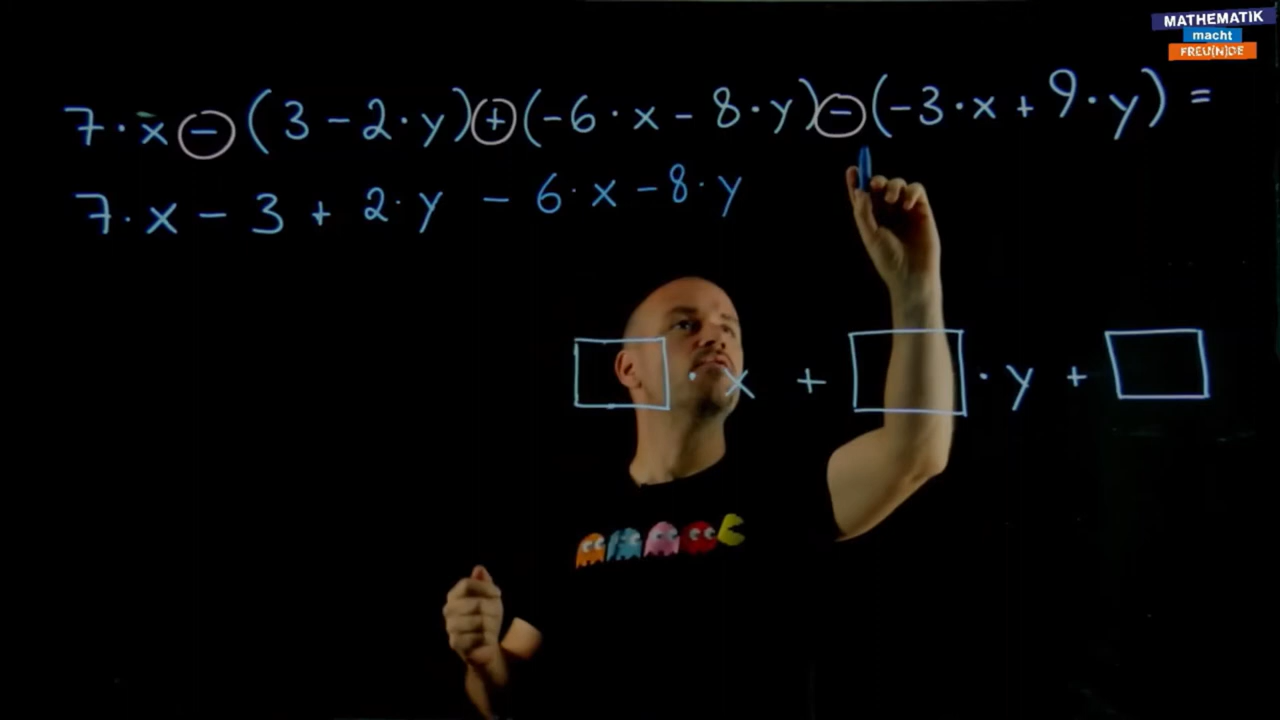 MATHEMATIK
macht
FREU(N)DE
7·x - (3 - 2·y) + (-6·x - 8·y) - (-3·x + 9·y) =
7·x - 3 + 2·y - 6·x - 8·y
·x + ·y +